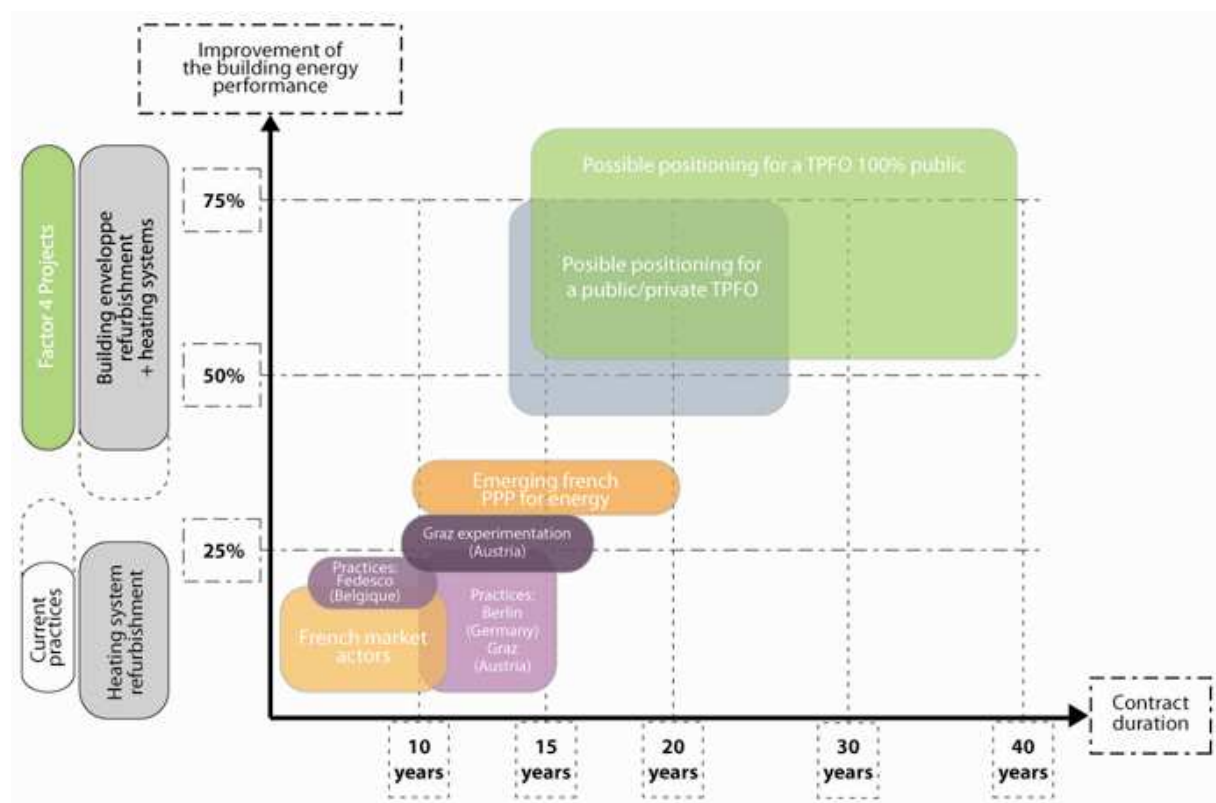 Improvement of
the building energy
performance
Factor 4 Projects
Building enveloppe
refurbishment
+ heating systems
75%
50%
25%
Current
practices
Heating system
refurbishment
Possible positioning for a TPFO 100% public
Posible positioning for
a public/private TPFO
Emerging french
PPP for energy
Graz experimentation
(Austria)
Practices:
Fedesco
(Belgique)
Practices:
Berlin
(Germany)
Graz
(Austria)
French market
actors
10
years
15
years
20
years
30
years
40
years
Contract
duration